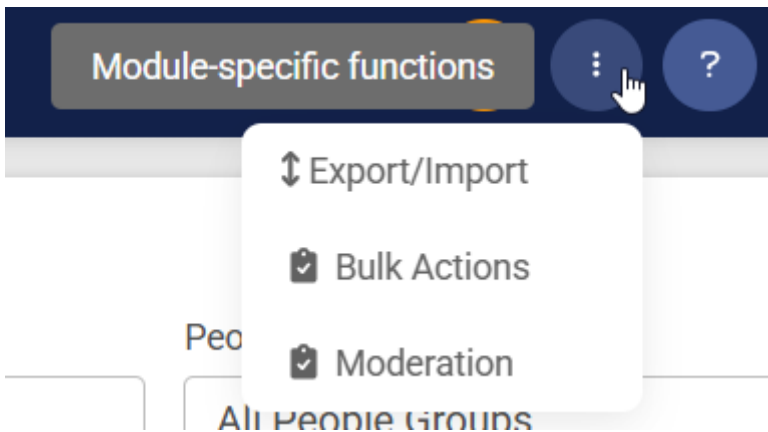 Module-specific functions
?
Export/Import
Bulk Actions
Peo
Moderation
All People Groups